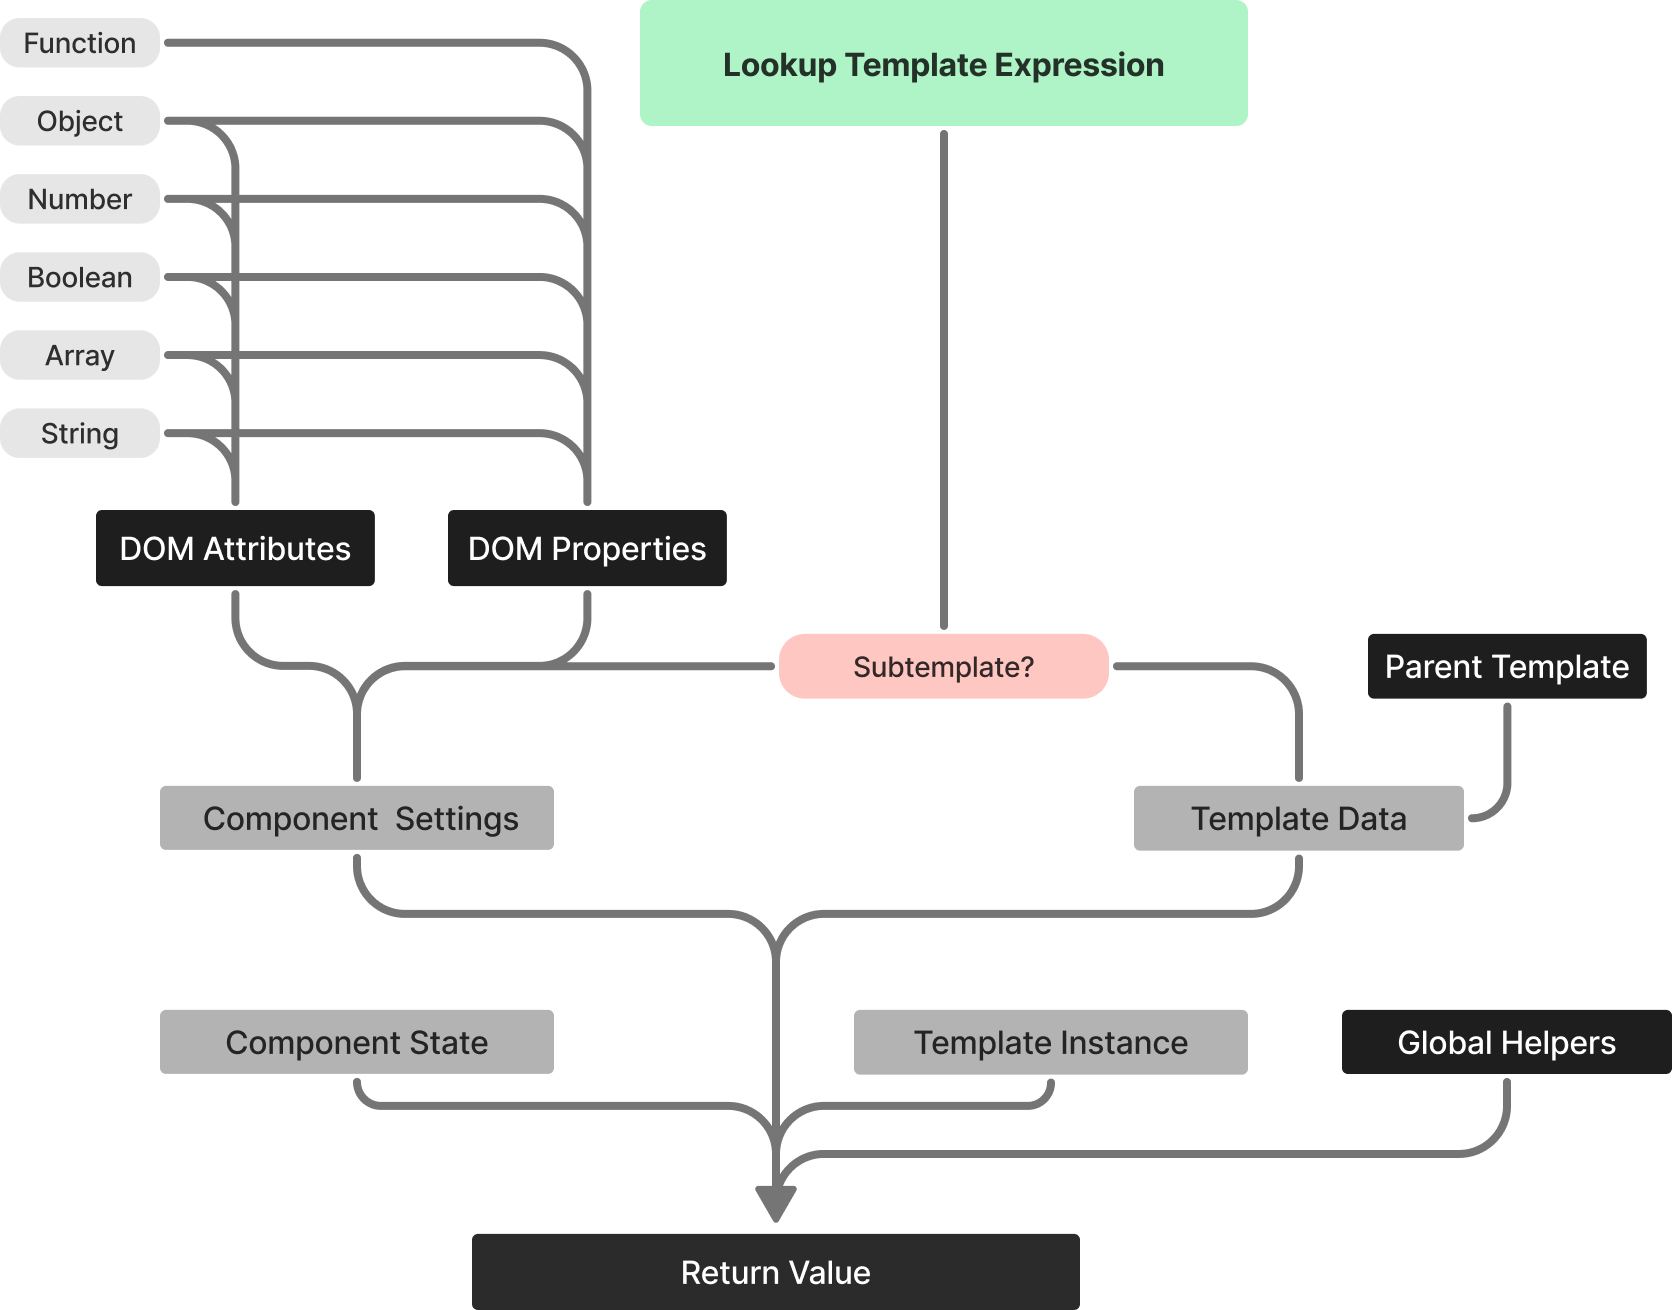 Function
Object
Number
Boolean
Array
String
Lookup Template Expression
DOM Attributes
DOM Properties
Subtemplate?
Parent Template
Component  Settings
Template Data
Component State
Template Instance
Global Helpers
Return Value